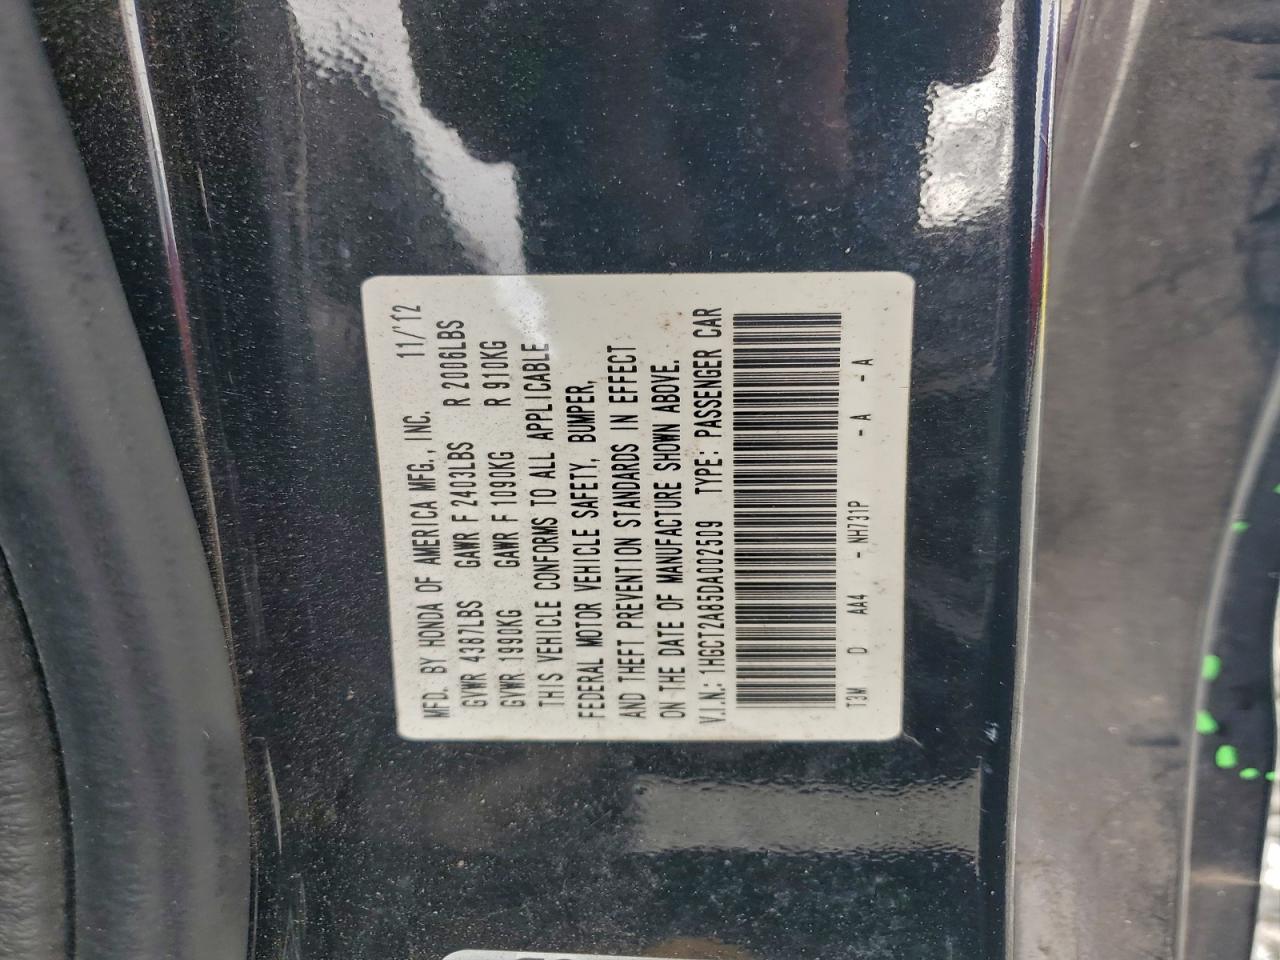 MFD. BY HONDA OF AMERICA MFG., INC. 11/'12
GVWR 4387LBS GAWR F 2403LBS R 2006LBS
GVWR 1990KG GAWR F 1090KG R 910KG
THIS VEHICLE CONFORMS TO ALL APPLICABLE
FEDERAL MOTOR VEHICLE SAFETY, BUMPER,
AND THEFT PREVENTION STANDARDS IN EFFECT
ON THE DATE OF MANUFACTURE SHOWN ABOVE.
V.I.N.: 1HGCT2A85DA002509 TYPE: PASSENGER CAR
T3M D AA4 - NH731P - A - A